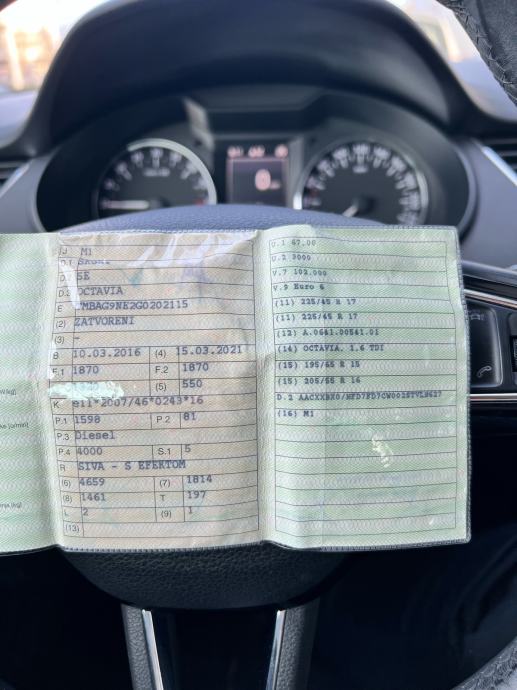 J M1
D.1 ŠKODA
D. SE
D.3 OCTAVIA
E TMBAG9NE2G0202115
(2) ZATVORENI
(3) -
B 10.03.2016 (4) 15.03.2021
F.1 1870 F.2 1870
(5) 550
K e11*2007/46*0243*16
P.1 1598 P.2 81
P.3 Diesel
P.4 4000 S.1 5
R SIVA - S EFEKTOM
(6) 4659 (7) 1814
(8) 1461 T 197
L 2 (9) 1
(13)
V.1 67.00
U.2 3000
V.7 102.000
V.9 Euro 6
(11) 225/45 R 17
(11) 225/45 R 17
(12) A.0641.00541.01
(14) OCTAVIA. 1.6 TDI
(15) 195/65 R 15
(15) 205/55 R 16
(16) M1